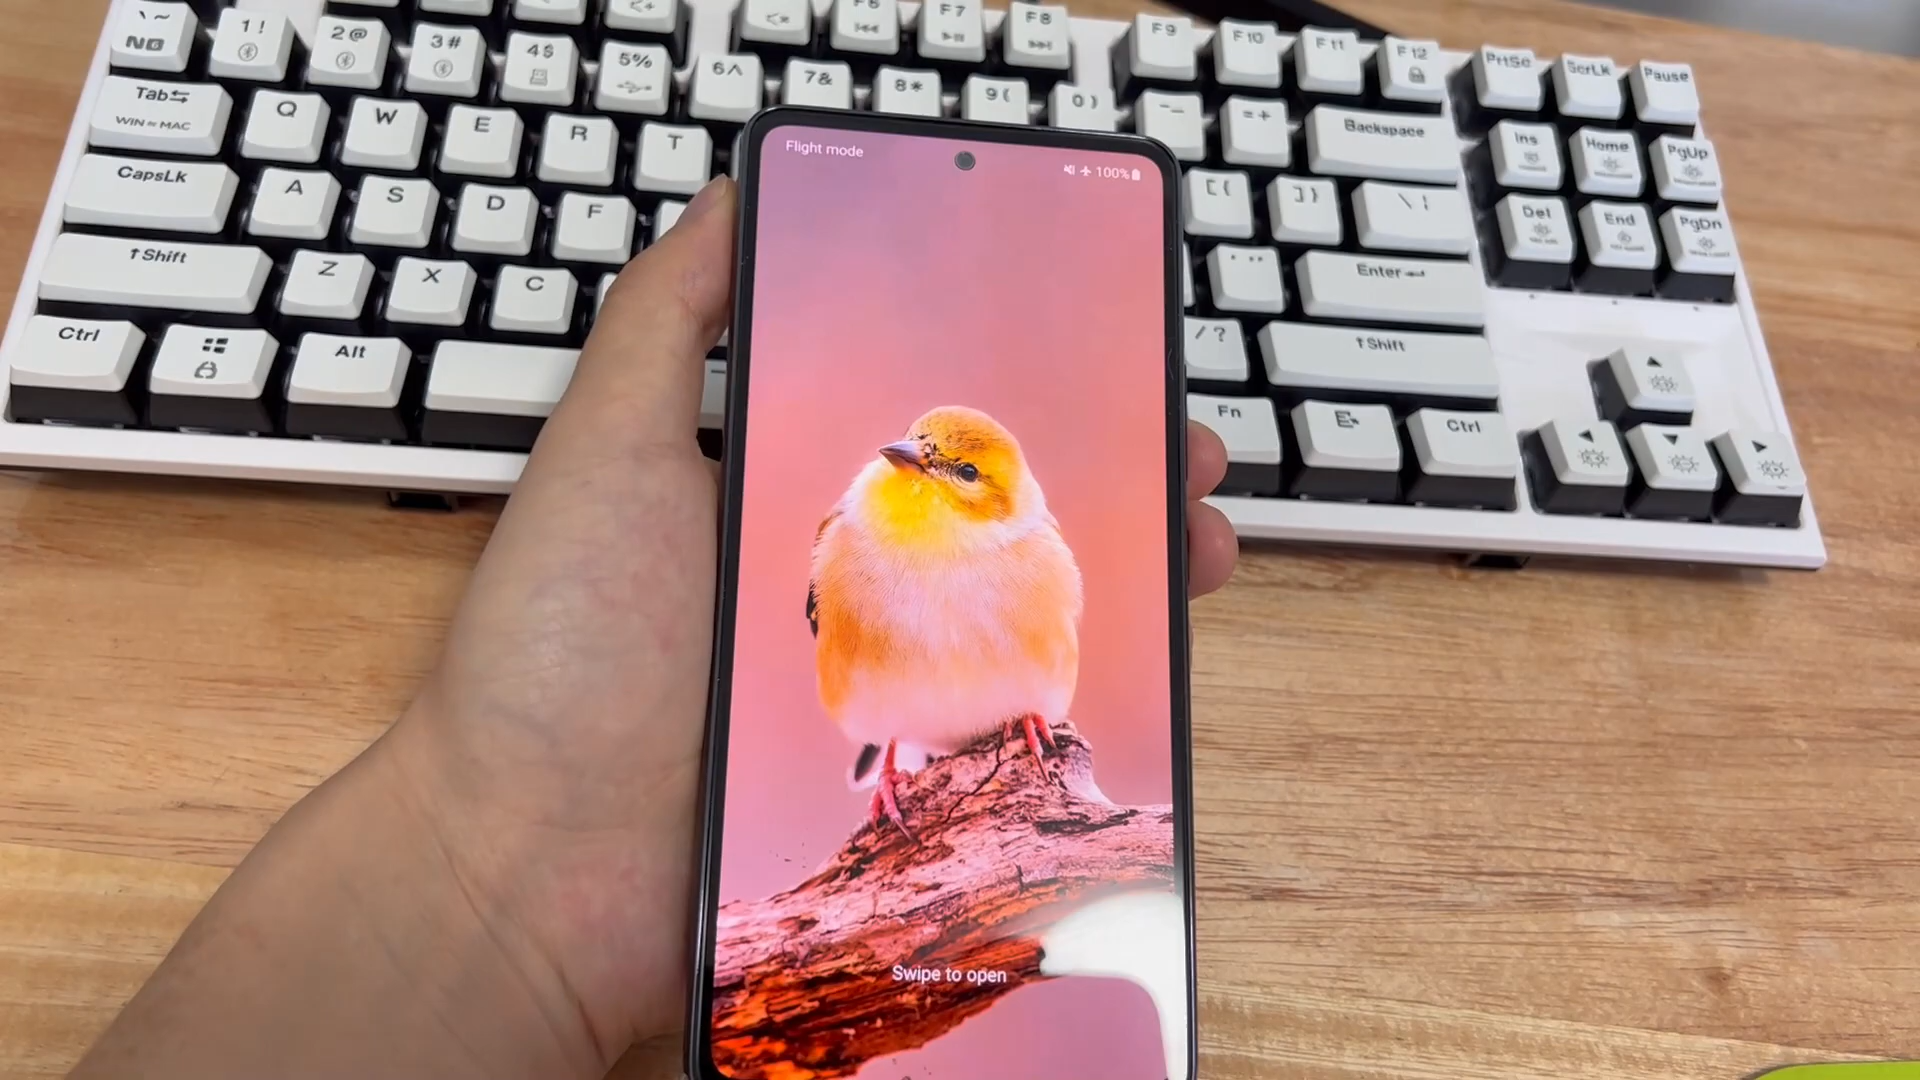 Flight mode
100%
Swipe to open
F6
F7
F8
F9
F10
F11
F12
PrtSc
ScrLk
Pause
` ~
1 !
2 @
3 #
4 $
5 %
6 ^
7 &
8 *
9 (
0 )
- _
= +
Backspace
Ins
Home
PgUp
Tab
WIN ≈ MAC
Q
W
E
R
T
[ {
] }
\ |
Del
End
PgDn
CapsLk
A
S
D
F
' "
Enter
↑Shift
Z
X
C
/ ?
↑Shift
Ctrl
Alt
Fn
Ctrl